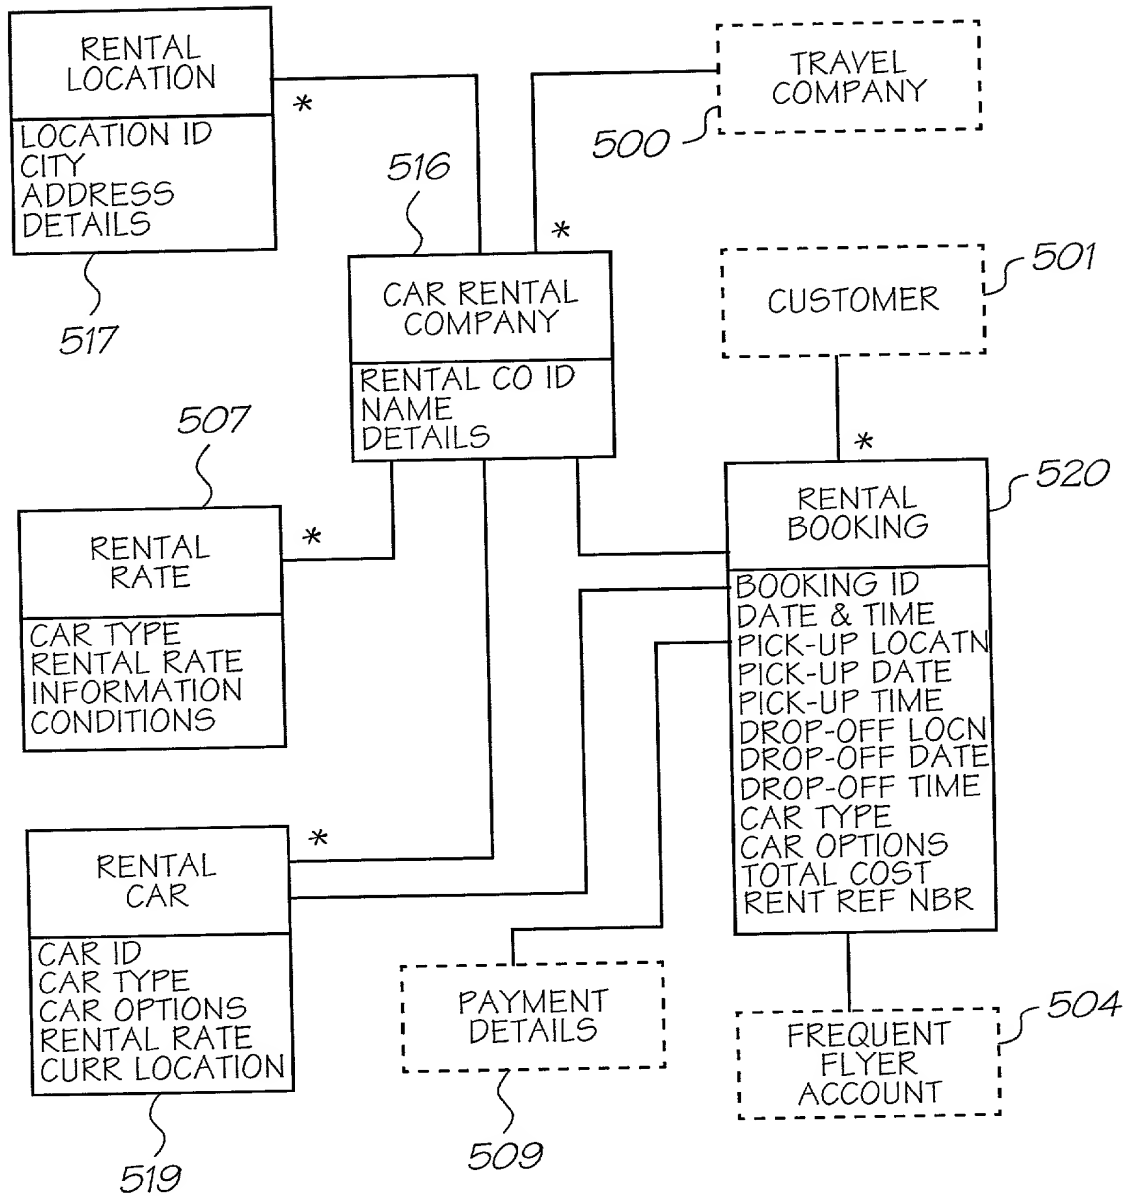 RENTAL
LOCATION
LOCATION ID
CITY
ADDRESS
DETAILS
517
*
TRAVEL
COMPANY
500
516
*
CAR RENTAL
COMPANY
RENTAL CO ID
NAME
DETAILS
CUSTOMER
501
*
507
RENTAL
RATE
*
CAR TYPE
RENTAL RATE
INFORMATION
CONDITIONS
RENTAL
BOOKING
520
BOOKING ID
DATE & TIME
PICK-UP LOCATN
PICK-UP DATE
PICK-UP TIME
DROP-OFF LOCN
DROP-OFF DATE
DROP-OFF TIME
CAR TYPE
CAR OPTIONS
TOTAL COST
RENT REF NBR
RENTAL
CAR
*
CAR ID
CAR TYPE
CAR OPTIONS
RENTAL RATE
CURR LOCATION
519
PAYMENT
DETAILS
509
FREQUENT
FLYER
ACCOUNT
504